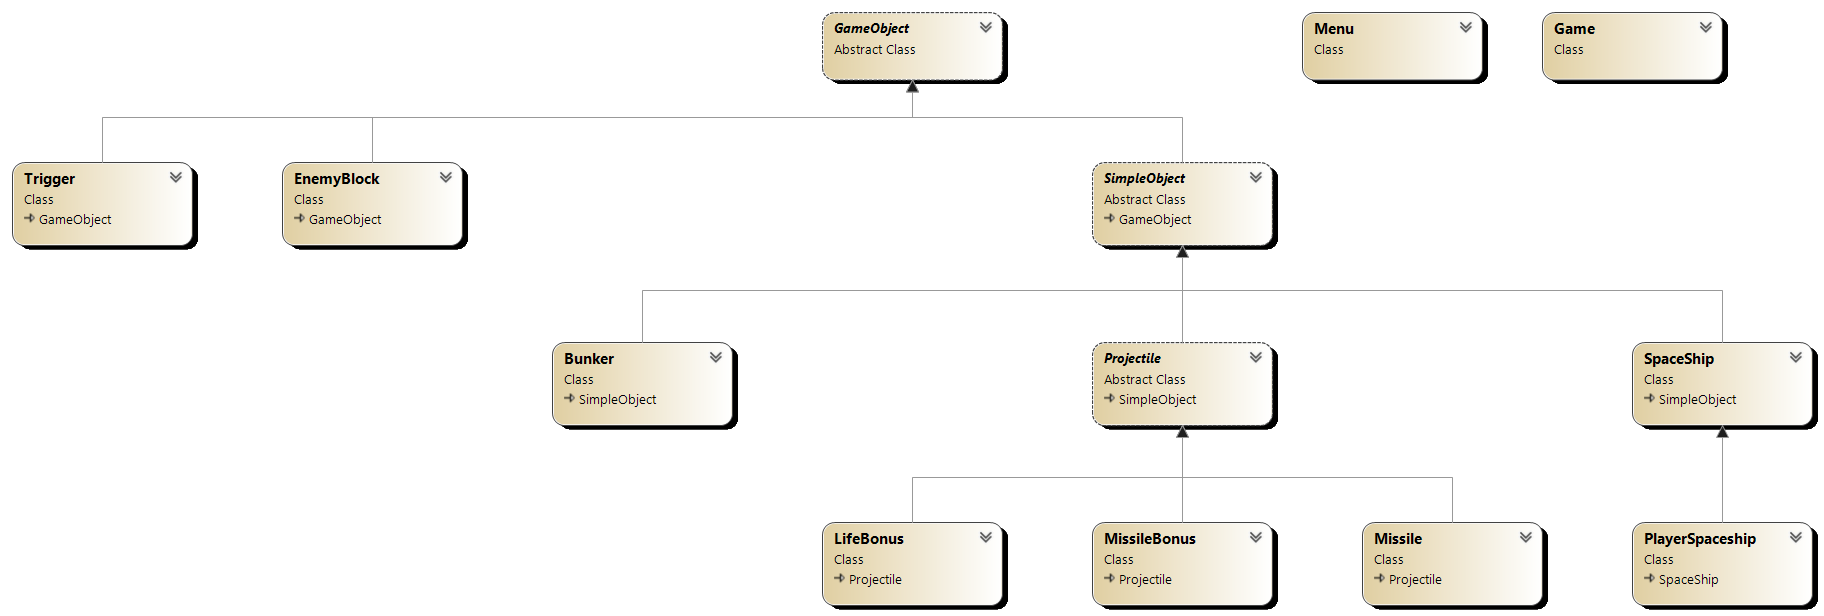 GameObject
Abstract Class
Menu
Class
Game
Class
Trigger
Class
GameObject
EnemyBlock
Class
GameObject
SimpleObject
Abstract Class
GameObject
Bunker
Class
SimpleObject
Projectile
Abstract Class
SimpleObject
SpaceShip
Class
SimpleObject
LifeBonus
Class
Projectile
MissileBonus
Class
Projectile
Missile
Class
Projectile
PlayerSpaceship
Class
SpaceShip